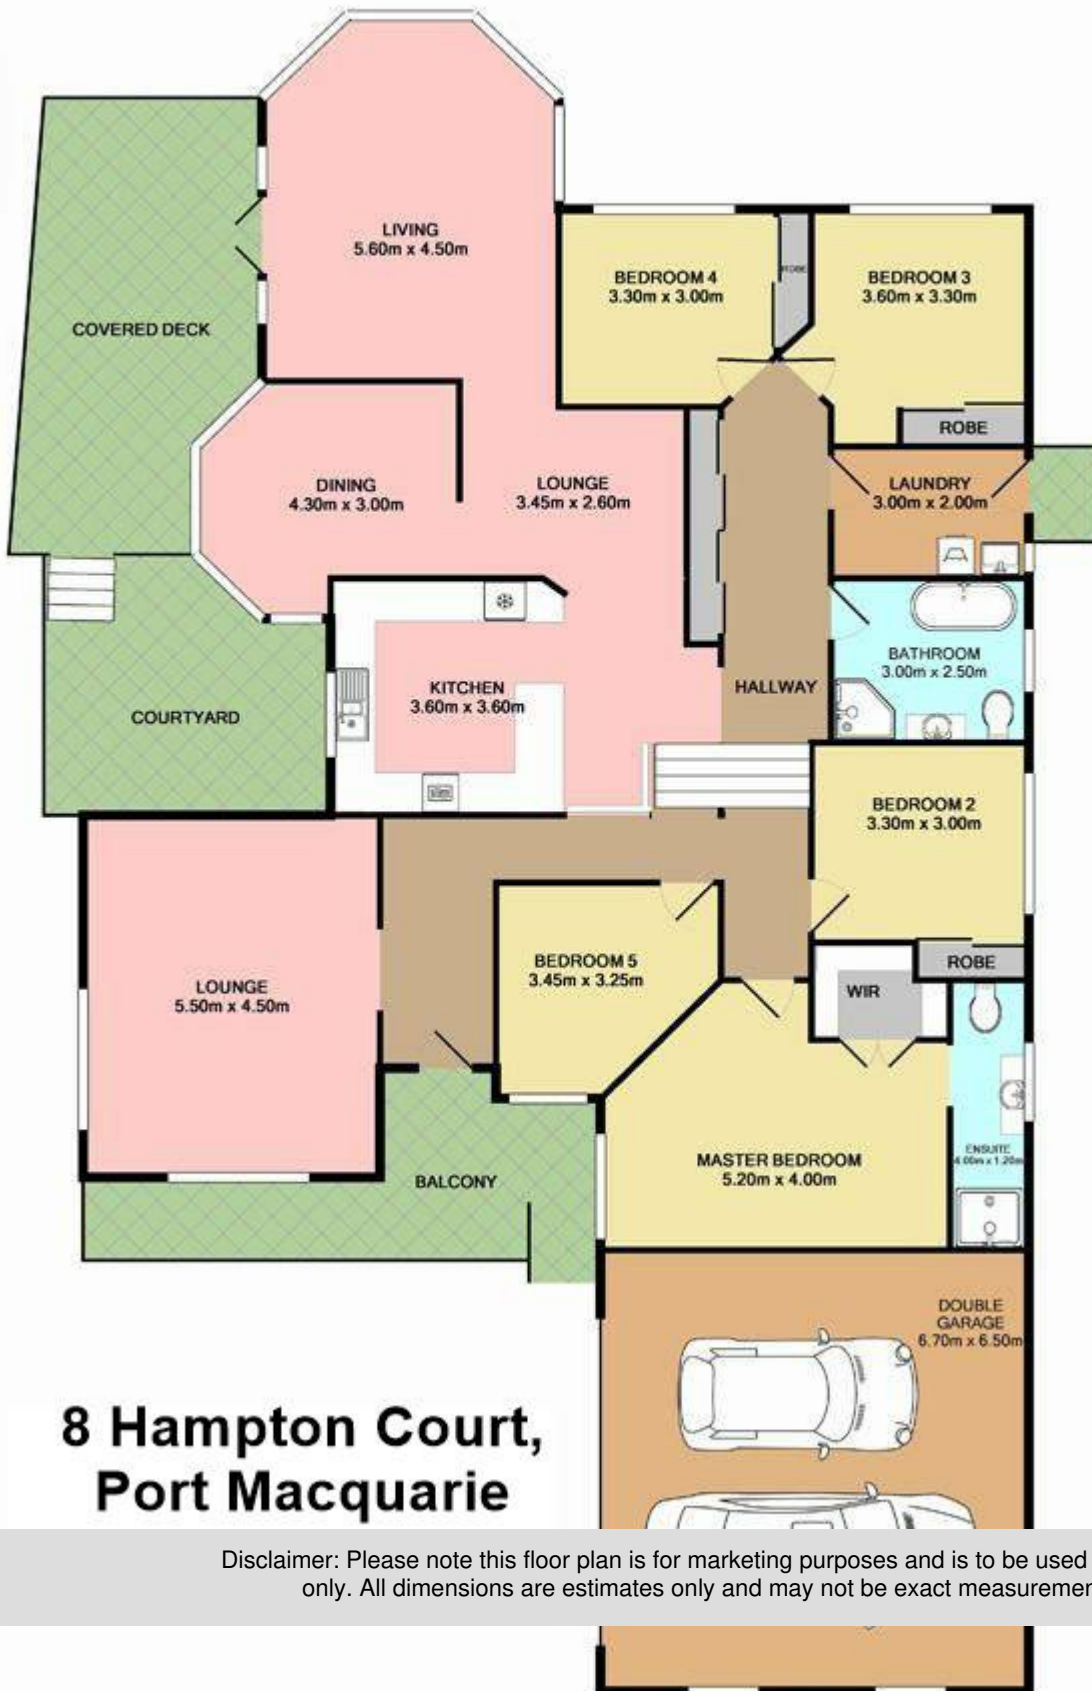 LIVING
5.60m x 4.50m
BEDROOM 4
3.30m x 3.00m
ROBE
BEDROOM 3
3.60m x 3.30m
COVERED DECK
ROBE
DINING
4.30m x 3.00m
LOUNGE
3.45m x 2.60m
LAUNDRY
3.00m x 2.00m
BATHROOM
3.00m x 2.50m
KITCHEN
3.60m x 3.60m
HALLWAY
COURTYARD
BEDROOM 2
3.30m x 3.00m
ROBE
LOUNGE
5.50m x 4.50m
BEDROOM 5
3.45m x 3.25m
WIR
MASTER BEDROOM
5.20m x 4.00m
ENSUITE
4.00m x 1.20m
BALCONY
DOUBLE
GARAGE
6.70m x 6.50m
8 Hampton Court,
Port Macquarie
Disclaimer: Please note this floor plan is for marketing purposes and is to be used
only. All dimensions are estimates only and may not be exact